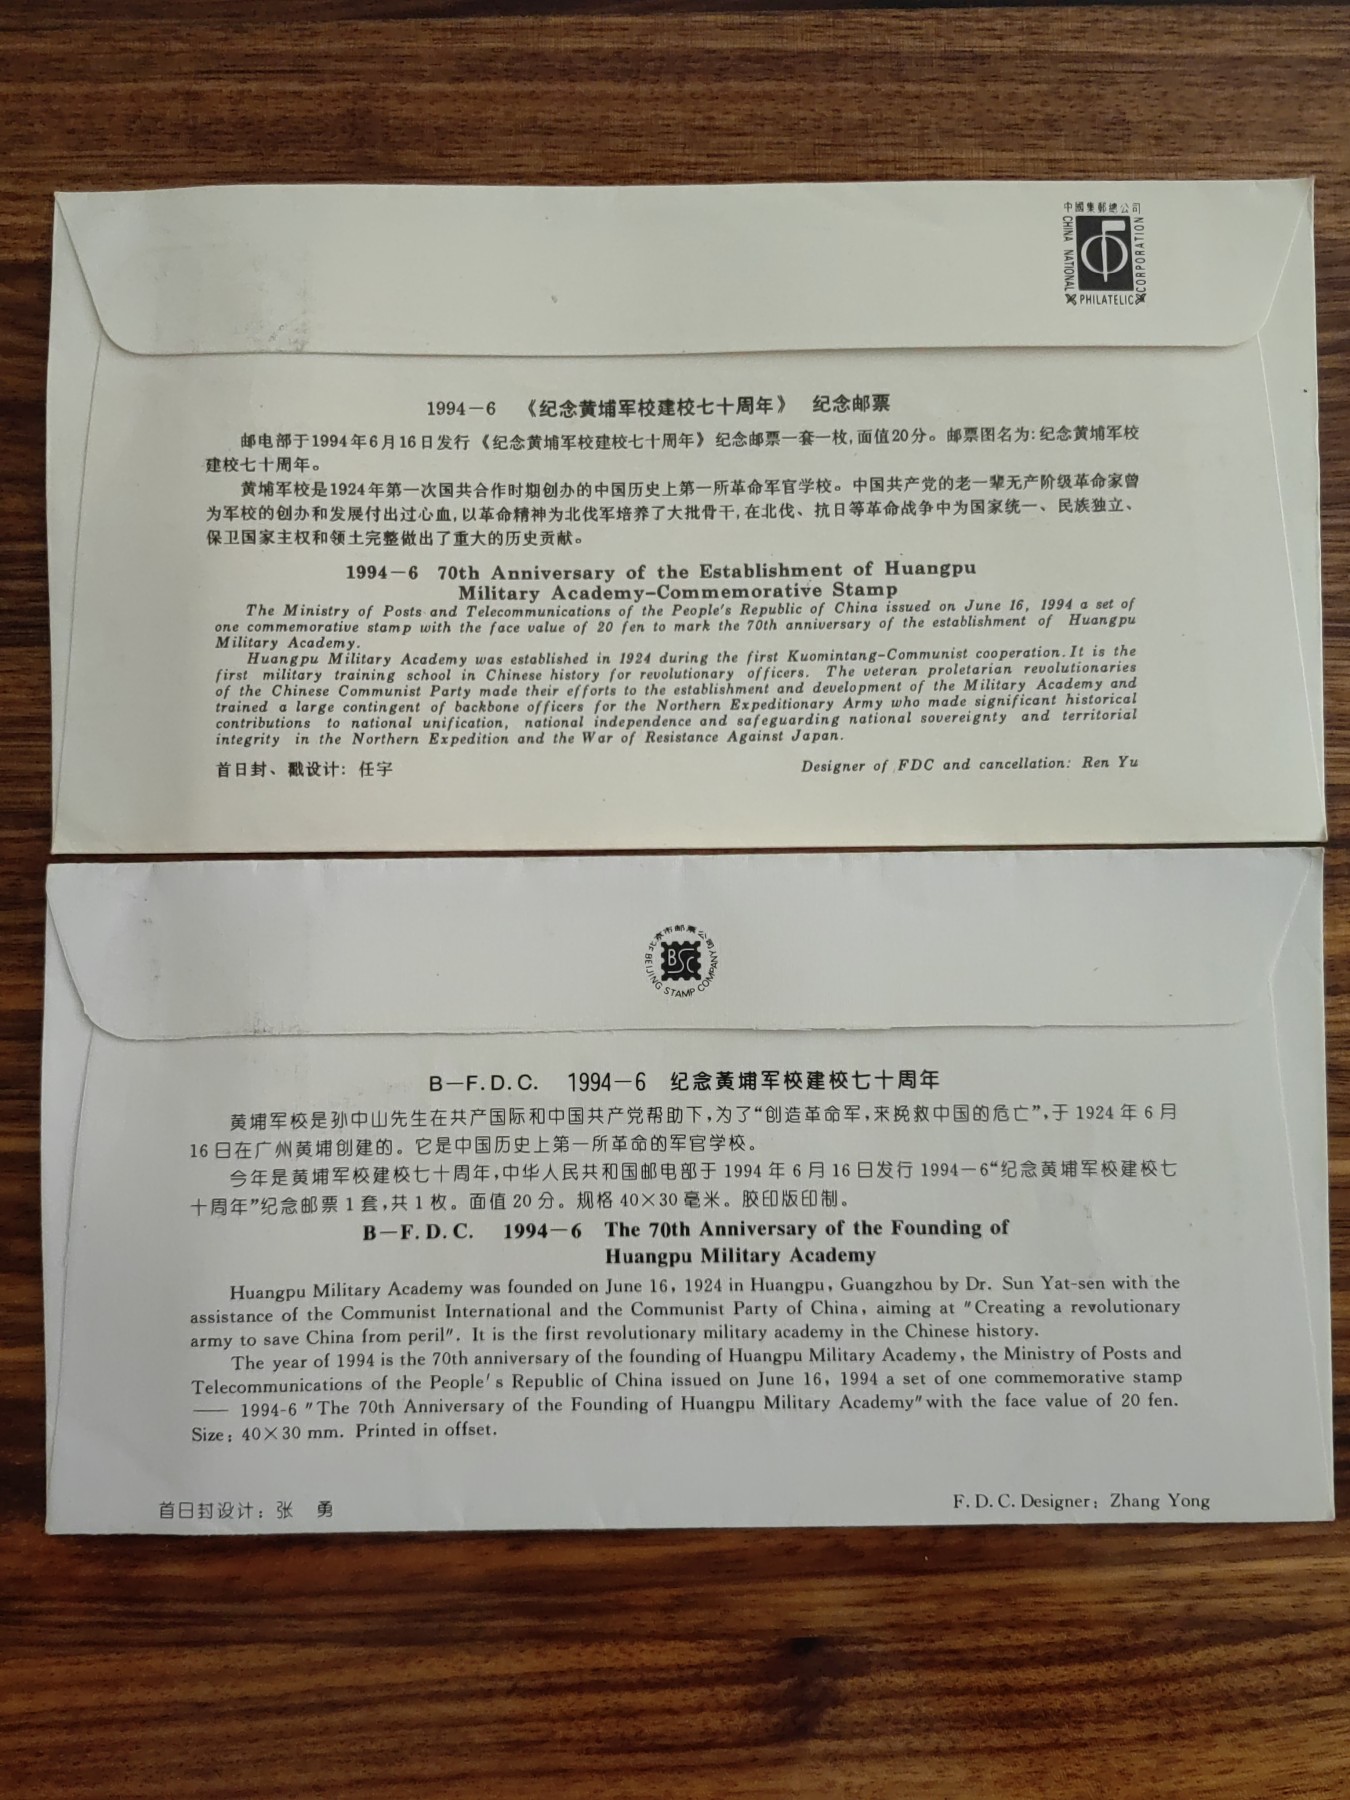 中國集郵總公司
CHINA NATIONAL
PHILATELIC
CORPORATION
1994－6 《纪念黄埔军校建校七十周年》 纪念邮票
邮电部于1994年6月16日发行《纪念黄埔军校建校七十周年》纪念邮票一套一枚,面值20分。邮票图名为:纪念黄埔军校
建校七十周年。
黄埔军校是1924年第一次国共合作时期创办的中国历史上第一所革命军官学校。中国共产党的老一辈无产阶级革命家曾
为军校的创办和发展付出过心血,以革命精神为北伐军培养了大批骨干,在北伐、抗日等革命战争中为国家统一、民族独立、
保卫国家主权和领土完整做出了重大的历史贡献。
1994－6 70th Anniversary of the Establishment of Huangpu
Military Academy–Commemorative Stamp
The Ministry of Posts and Telecommunications of the People's Republic of China issued on June 16, 1994 a set of
one commemorative stamp with the face value of 20 fen to mark the 70th anniversary of the establishment of Huangpu
Military Academy.
Huangpu Military Academy was established in 1924 during the first Kuomintang–Communist cooperation. It is the
first military training school in Chinese history for revolutionary officers. The veteran proletarian revolutionaries
of the Chinese Communist Party made their efforts to the establishment and development of the Military Academy and
trained a large contingent of backbone officers for the Northern Expeditionary Army who made significant historical
contributions to national unification, national independence and safeguarding national sovereignty and territorial
integrity in the Northern Expedition and the War of Resistance Against Japan.
首日封、戳设计：任宇 Designer of FDC and cancellation: Ren Yu
北京市邮票公司
BSC
BEIJING STAMP COMPANY
B－F.D.C. 1994－6 纪念黄埔军校建校七十周年
黄埔军校是孙中山先生在共产国际和中国共产党帮助下,为了“创造革命军,来挽救中国的危亡”,于 1924 年 6 月
16 日在广州黄埔创建的。它是中国历史上第一所革命的军官学校。
今年是黄埔军校建校七十周年,中华人民共和国邮电部于 1994 年 6 月 16 日发行 1994－6“纪念黄埔军校建校七
十周年”纪念邮票 1 套,共 1 枚。面值 20 分。规格 40×30 毫米。胶印版印制。
B－F.D.C. 1994－6 The 70th Anniversary of the Founding of
Huangpu Military Academy
Huangpu Military Academy was founded on June 16, 1924 in Huangpu, Guangzhou by Dr. Sun Yat-sen with the
assistance of the Communist International and the Communist Party of China, aiming at "Creating a revolutionary
army to save China from peril". It is the first revolutionary military academy in the Chinese history.
The year of 1994 is the 70th anniversary of the founding of Huangpu Military Academy, the Ministry of Posts and
Telecommunications of the People's Republic of China issued on June 16, 1994 a set of one commemorative stamp
—— 1994-6 "The 70th Anniversary of the Founding of Huangpu Military Academy" with the face value of 20 fen.
Size: 40×30 mm. Printed in offset.
首日封设计：张 勇 F.D.C. Designer: Zhang Yong